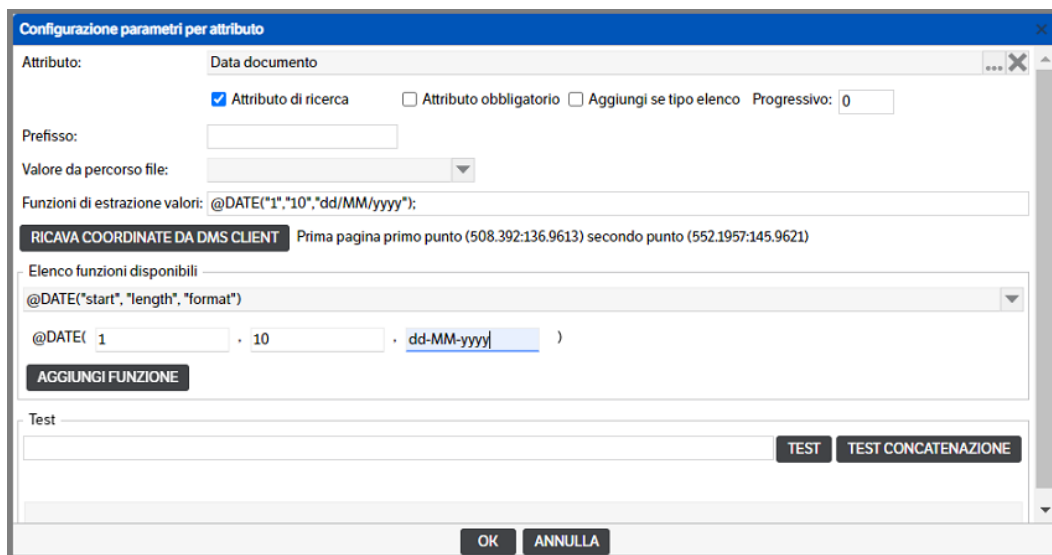 Configurazione parametri per attributo
Attributo: Data documento ...
Attributo di ricerca Attributo obbligatorio Aggiungi se tipo elenco Progressivo: 0
Prefisso:
Valore da percorso file:
Funzioni di estrazione valori: @DATE("1","10","dd/MM/yyyy");
RICAVA COORDINATE DA DMS CLIENT Prima pagina primo punto (508.392:136.9613) secondo punto (552.1957:145.9621)
Elenco funzioni disponibili
@DATE("start", "length", "format")
@DATE( 1 , 10 , dd-MM-yyyy )
AGGIUNGI FUNZIONE
Test
TEST TEST CONCATENAZIONE
OK ANNULLA